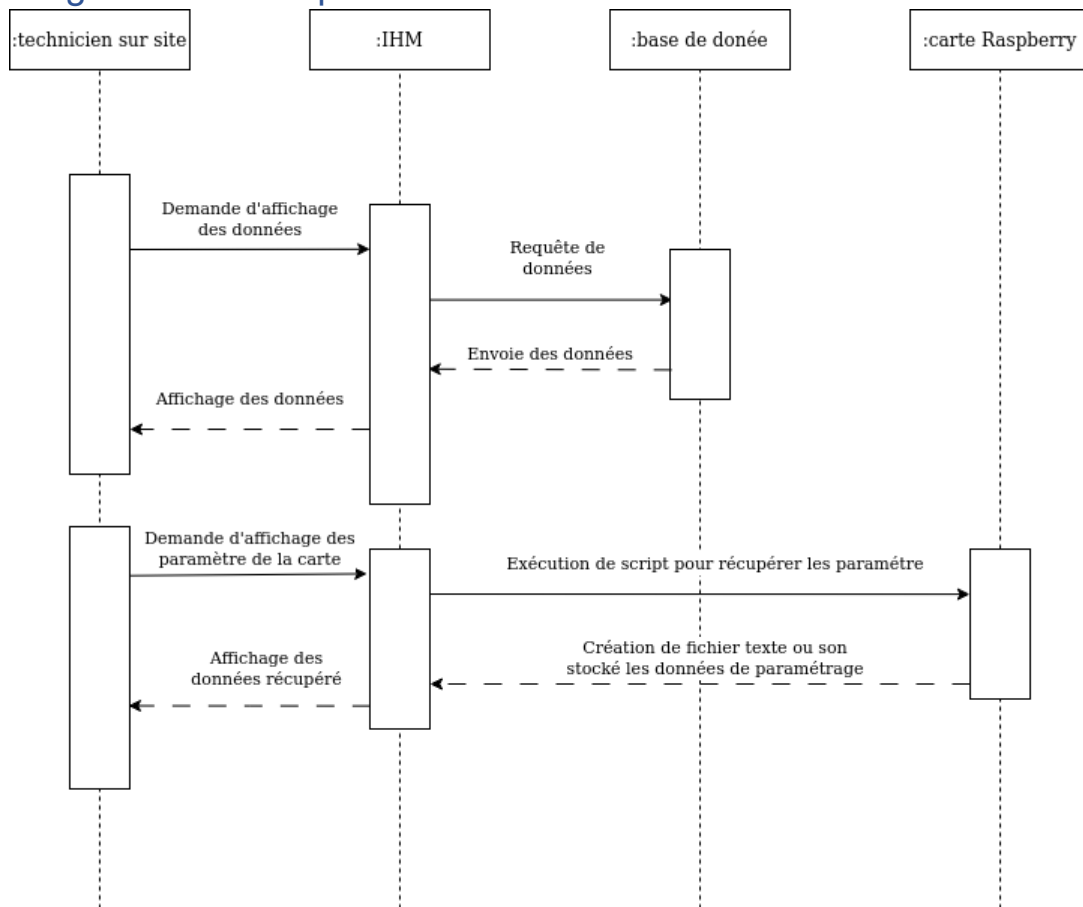 :technicien sur site
:IHM
:base de donée
:carte Raspberry
Demande d'affichage
des données
Requête de
données
Envoie des données
Affichage des données
Demande d'affichage des
paramètre de la carte
Exécution de script pour récupérer les paramétre
Création de fichier texte ou son
stocké les données de paramétrage
Affichage des
données récupéré